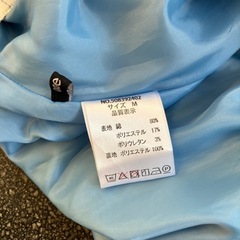 サイズ M
品質表示
表地 綿 80%
ポリエステル 17%
ポリウレタン 3%
裏地 ポリエステル 100%